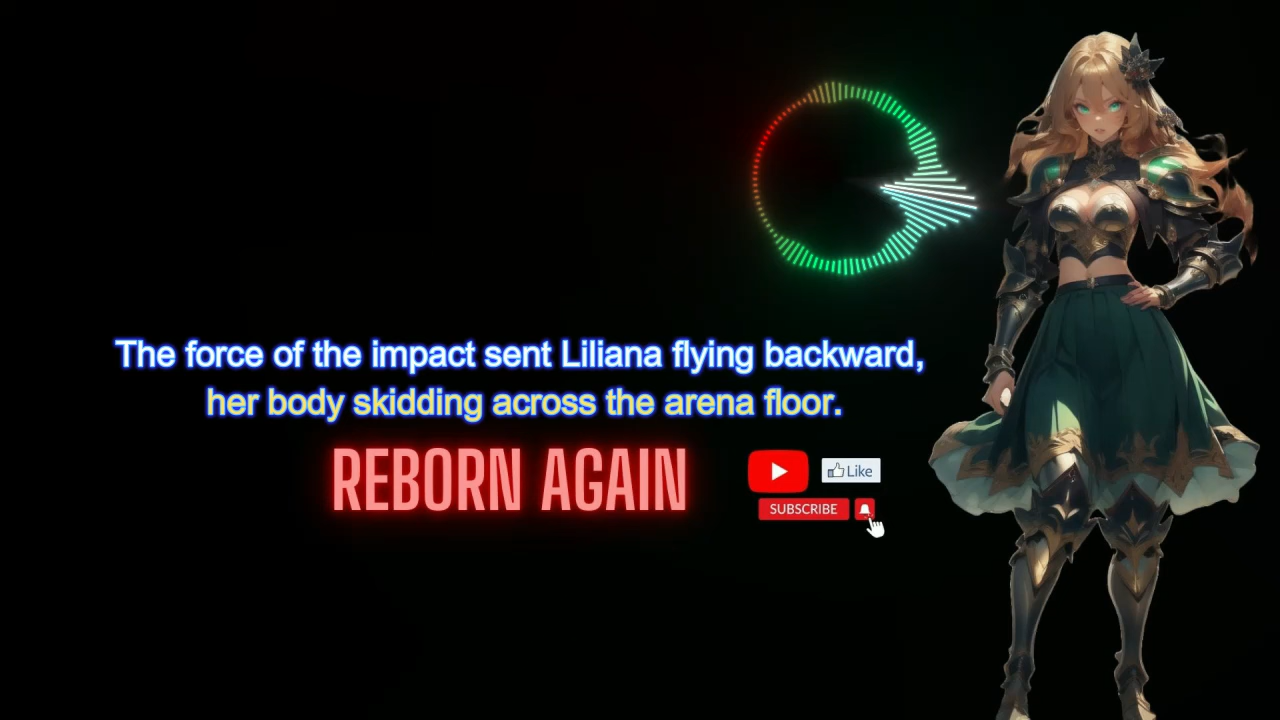 The force of the impact sent Liliana flying backward,
her body skidding across the arena floor.
REBORN AGAIN
Like
SUBSCRIBE